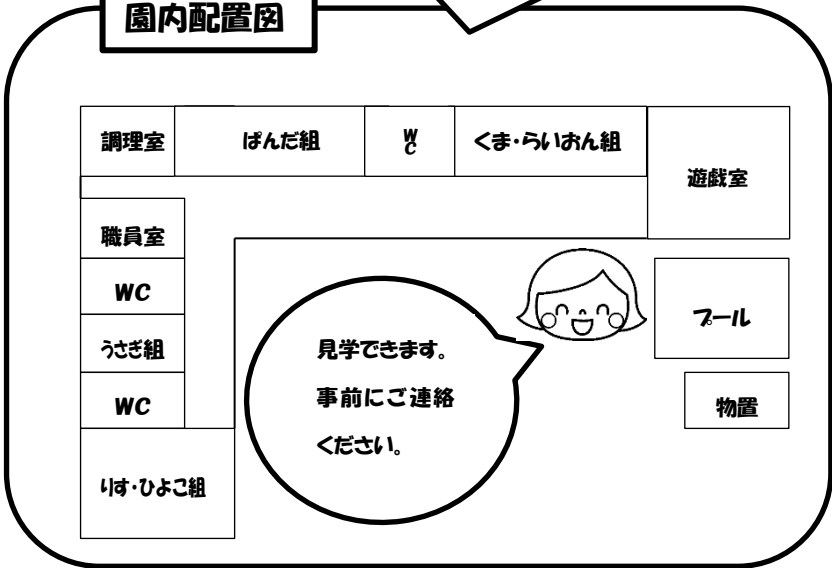 園内配置図
調理室
ぱんだ組
WC
くま・らいおん組
遊戯室
職員室
WC
うさぎ組
WC
りす・ひよこ組
見学できます。
事前にご連絡
ください。
プール
物置